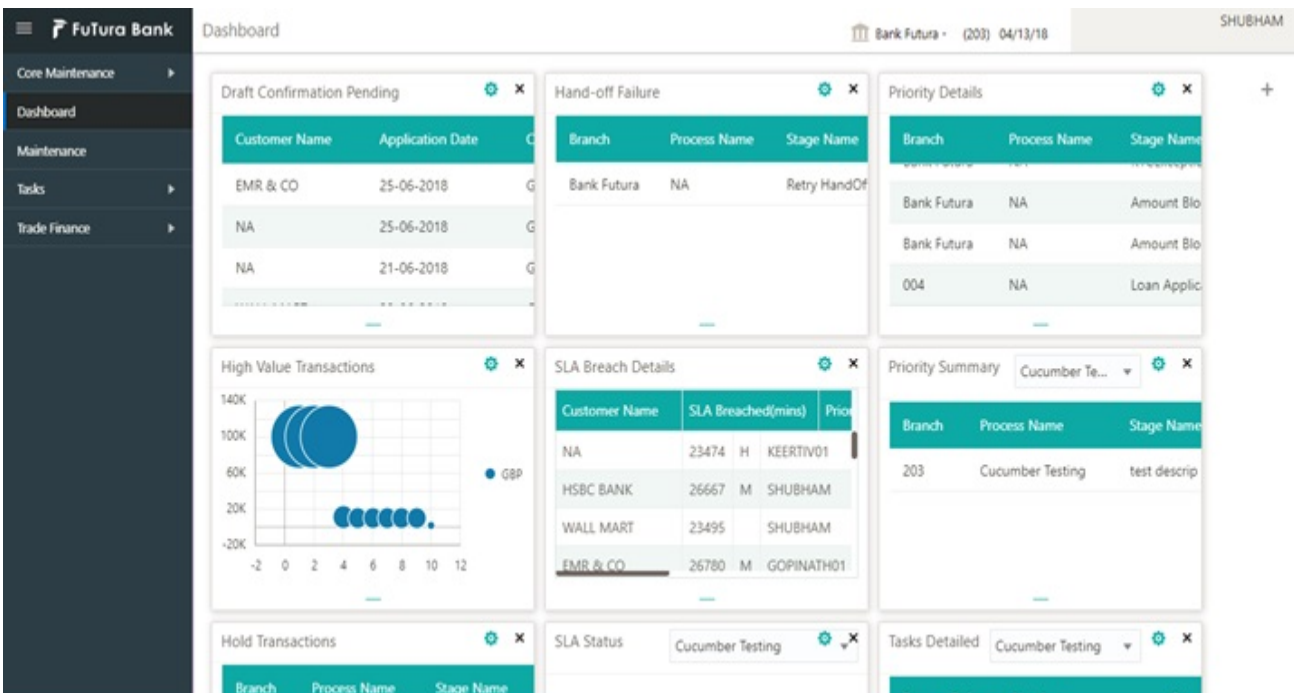 FuTura Bank
Dashboard
Bank Futura - (203) 04/13/18
SHUBHAM
Core Maintenance
Dashboard
Maintenance
Tasks
Trade Finance
Draft Confirmation Pending
Customer Name Application Date
EMR & CO 25-06-2018 G
NA 25-06-2018 G
NA 21-06-2018 G
Hand-off Failure
Branch Process Name Stage Name
Bank Futura NA Retry HandOf
Priority Details
Branch Process Name Stage Name
Bank Futura NA Amount Blo
Bank Futura NA Amount Blo
004 NA Loan Applic
High Value Transactions
140K
100K
60K
20K
-20K
-2 0 2 4 6 8 10 12
GBP
SLA Breach Details
Customer Name SLA Breached(mins) Prior
NA 23474 H KEERTIV01
HSBC BANK 26667 M SHUBHAM
WALL MART 23495 SHUBHAM
EMR & CO 26780 M GOPINATH01
Priority Summary Cucumber Te...
Branch Process Name Stage Name
203 Cucumber Testing test descrip
Hold Transactions
Branch Process Name Stage Name
SLA Status Cucumber Testing
Tasks Detailed Cucumber Testing